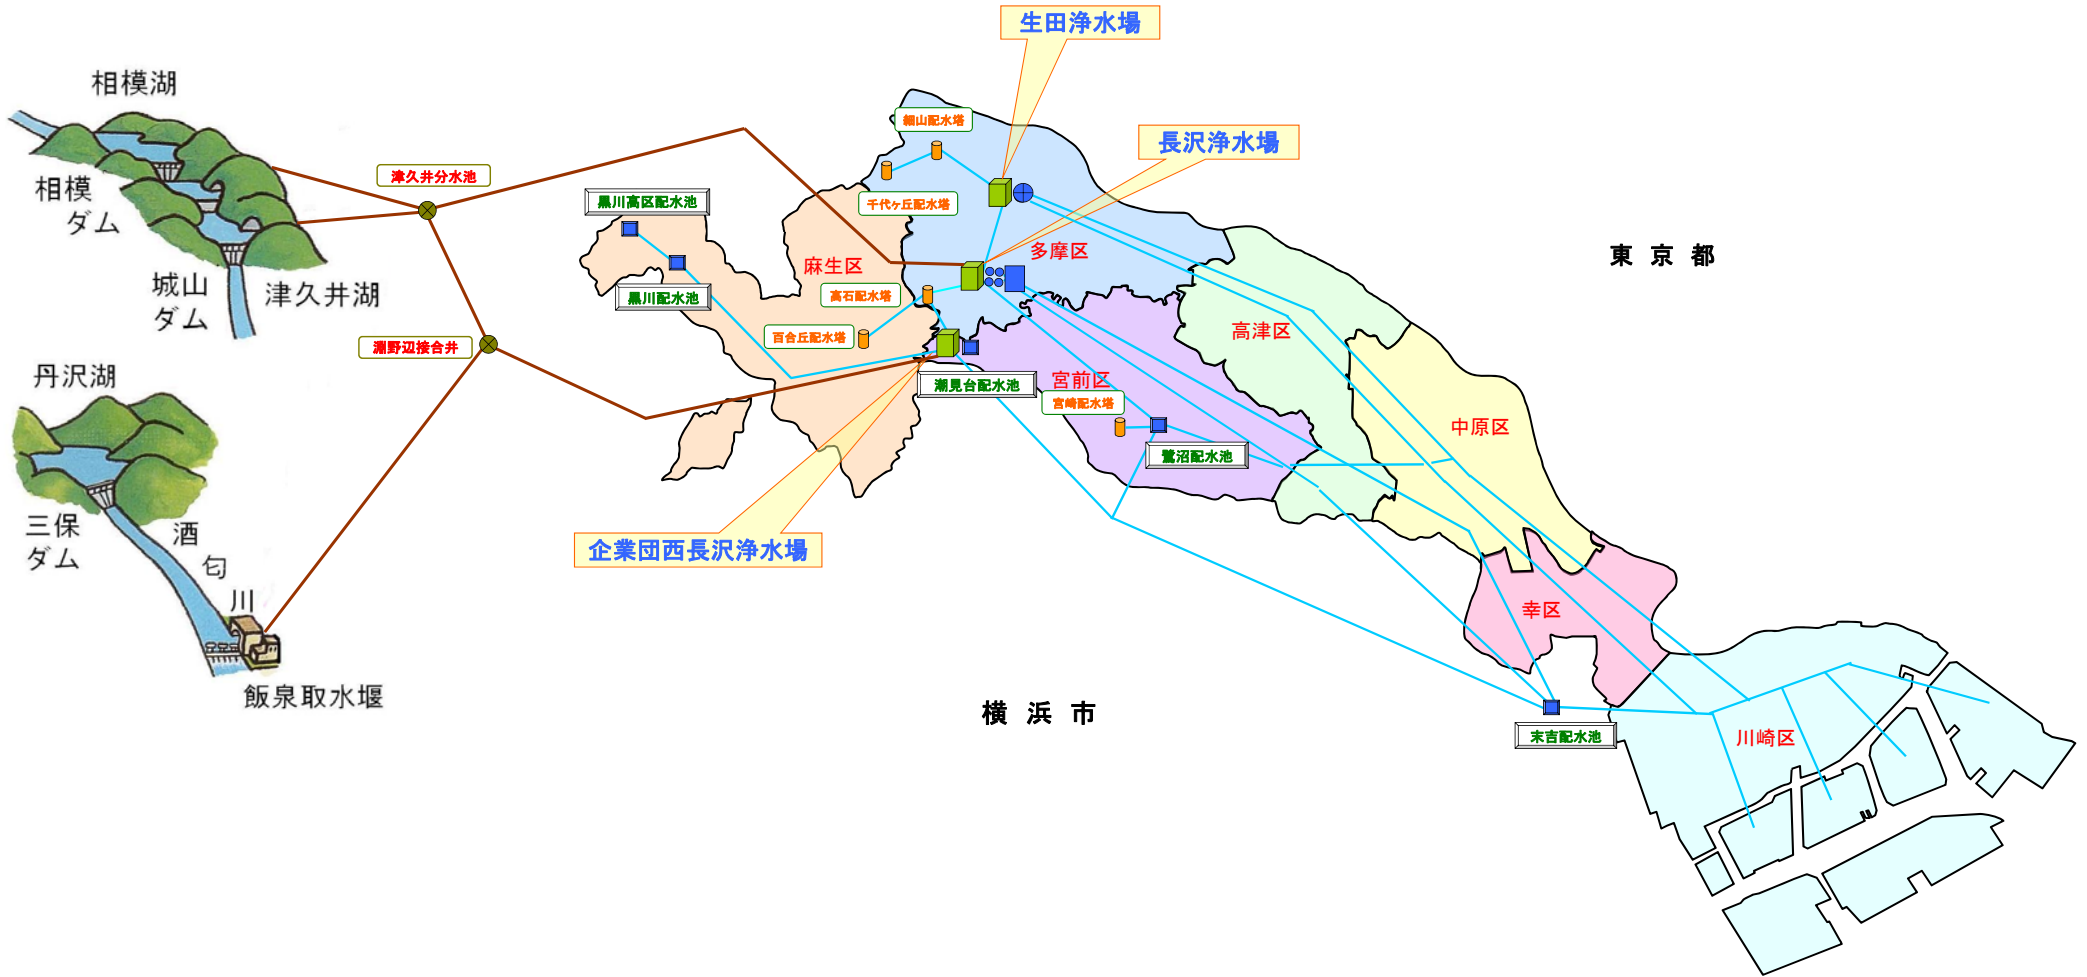 生田浄水場
相模湖
細山配水塔
長沢浄水場
津久井分水池
相模
ダム
黒川高区配水池
千代ヶ丘配水塔
多摩区
東京都
麻生区
城山
ダム
津久井湖
黒川配水池
高石配水塔
高津区
百合丘配水塔
淵野辺接合井
丹沢湖
潮見台配水池
宮前区
宮崎配水塔
中原区
鷺沼配水池
三保
ダム
酒
匂
川
企業団西長沢浄水場
幸区
飯泉取水堰
横浜市
末吉配水池
川崎区